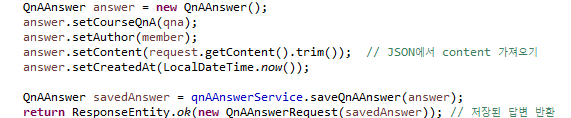 QnAAnswer answer = new QnAAnswer();
answer.setCourseQnA(qna);
answer.setAuthor(member);
answer.setContent(request.getContent().trim());  // JSON에서 content 가져오기
answer.setCreatedAt(LocalDateTime.now());
QnAAnswer savedAnswer = qnAAnswerService.saveQnAAnswer(answer);
return ResponseEntity.ok(new QnAAnswerRequest(savedAnswer)); // 저장된 답변 반환